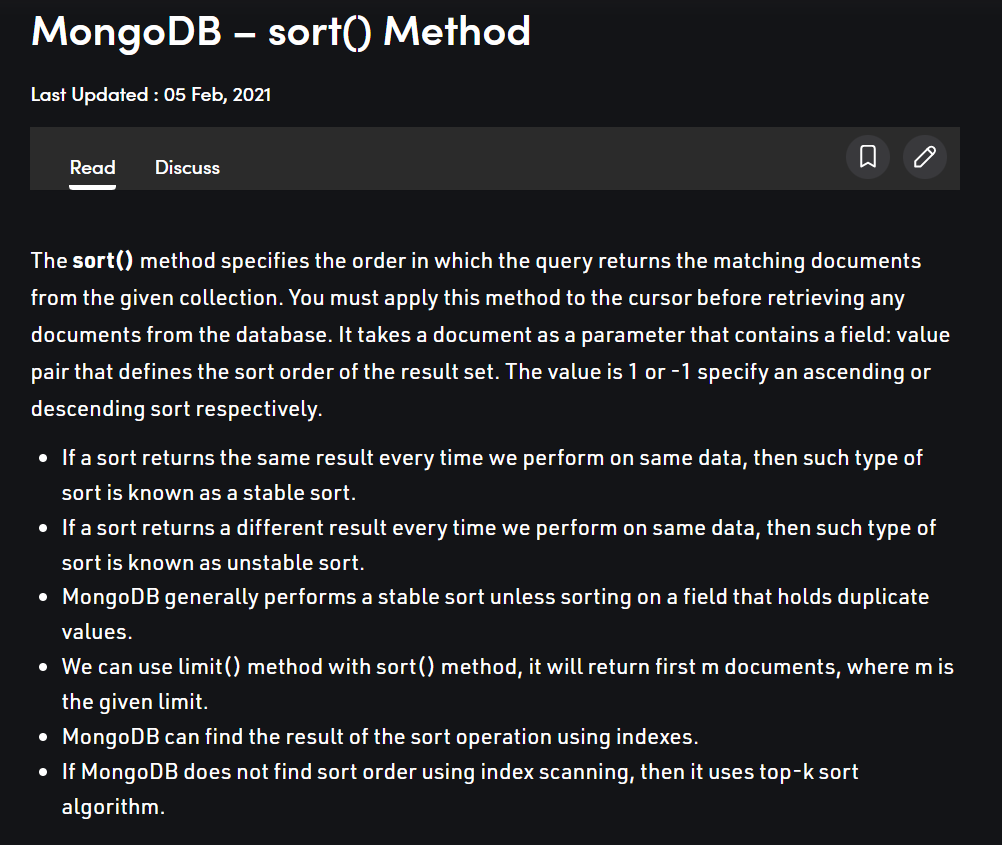 MongoDB – sort() Method
Last Updated : 05 Feb, 2021
Read Discuss
The sort() method specifies the order in which the query returns the matching documents
from the given collection. You must apply this method to the cursor before retrieving any
documents from the database. It takes a document as a parameter that contains a field: value
pair that defines the sort order of the result set. The value is 1 or -1 specify an ascending or
descending sort respectively.
• If a sort returns the same result every time we perform on same data, then such type of
sort is known as a stable sort.
• If a sort returns a different result every time we perform on same data, then such type of
sort is known as unstable sort.
• MongoDB generally performs a stable sort unless sorting on a field that holds duplicate
values.
• We can use limit() method with sort() method, it will return first m documents, where m is
the given limit.
• MongoDB can find the result of the sort operation using indexes.
• If MongoDB does not find sort order using index scanning, then it uses top-k sort
algorithm.